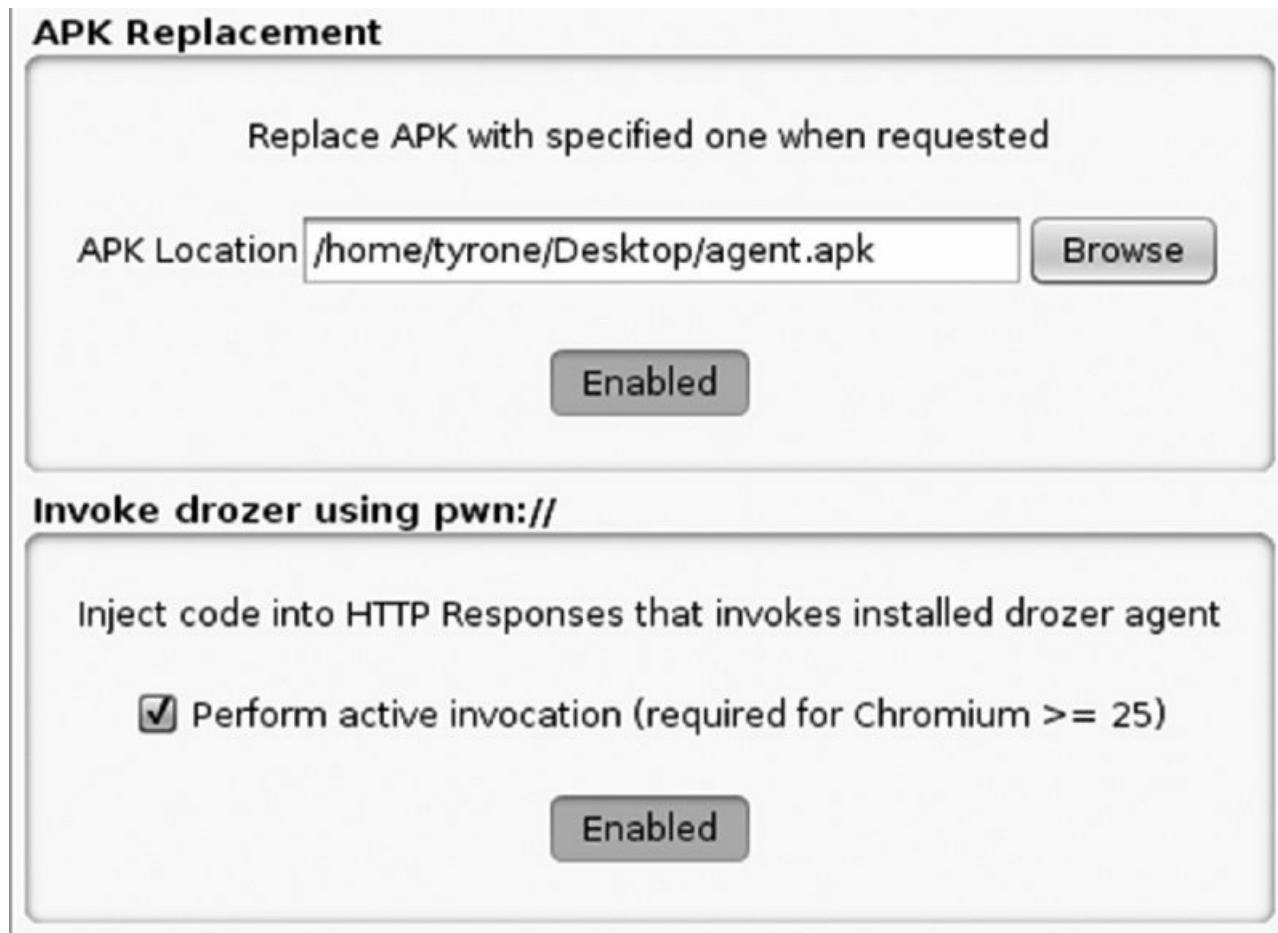 APK Replacement
Replace APK with specified one when requested
APK Location /home/tyrone/Desktop/agent.apk Browse
Enabled
Invoke drozer using pwn://
Inject code into HTTP Responses that invokes installed drozer agent
Perform active invocation (required for Chromium >= 25)
Enabled